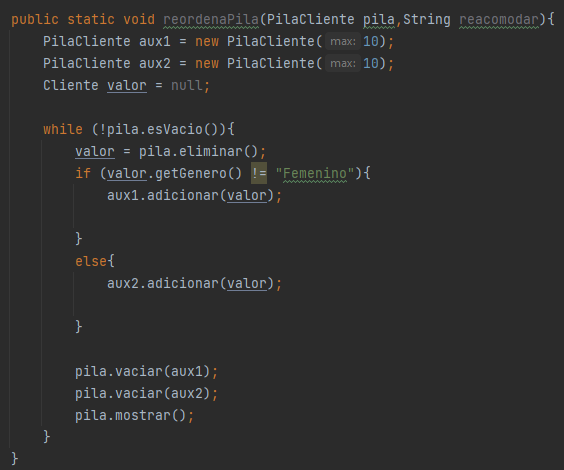 public static void reordenaPila(PilaCliente pila,String reacomodar){
PilaCliente aux1 = new PilaCliente( max: 10);
PilaCliente aux2 = new PilaCliente( max: 10);
Cliente valor = null;
while (!pila.esVacio()){
valor = pila.eliminar();
if (valor.getGenero() != "Femenino"){
aux1.adicionar(valor);
}
else{
aux2.adicionar(valor);
}
pila.vaciar(aux1);
pila.vaciar(aux2);
pila.mostrar();
}
}